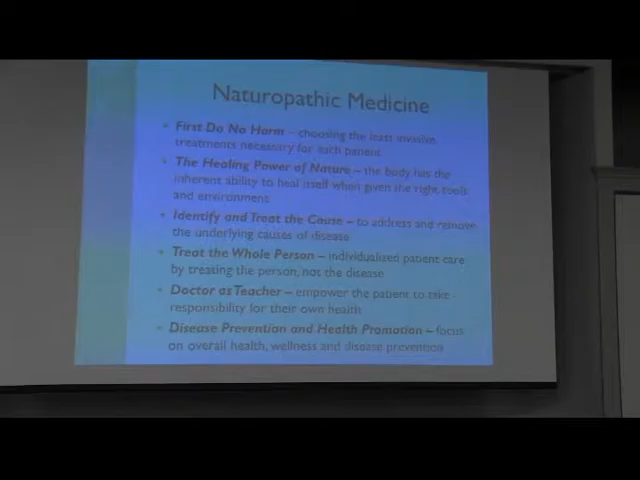 Naturopathic Medicine
• First Do No Harm – choosing the least invasive
treatments necessary for each patient
• The Healing Power of Nature – the body has the
inherent ability to heal itself when given the right tools
and environment
• Identify and Treat the Cause – to address and remove
the underlying causes of disease
• Treat the Whole Person – individualized patient care
by treating the person, not the disease
• Doctor as Teacher – empower the patient to take
responsibility for their own health
• Disease Prevention and Health Promotion – focus
on overall health, wellness and disease prevention